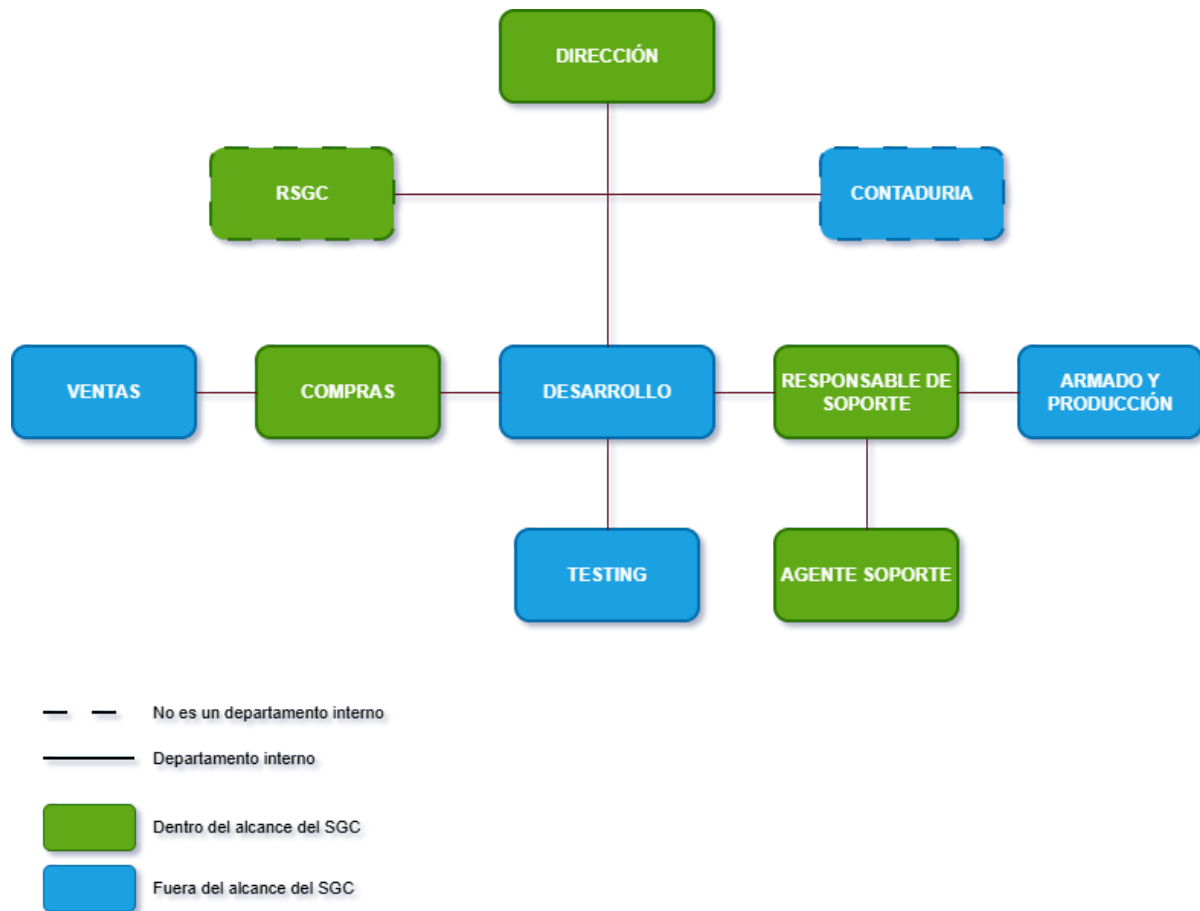 DIRECCIÓN
RSGC
CONTADURIA
VENTAS
COMPRAS
DESARROLLO
RESPONSABLE DE
SOPORTE
ARMADO Y
PRODUCCIÓN
TESTING
AGENTE SOPORTE
No es un departamento interno
Departamento interno
Dentro del alcance del SGC
Fuera del alcance del SGC